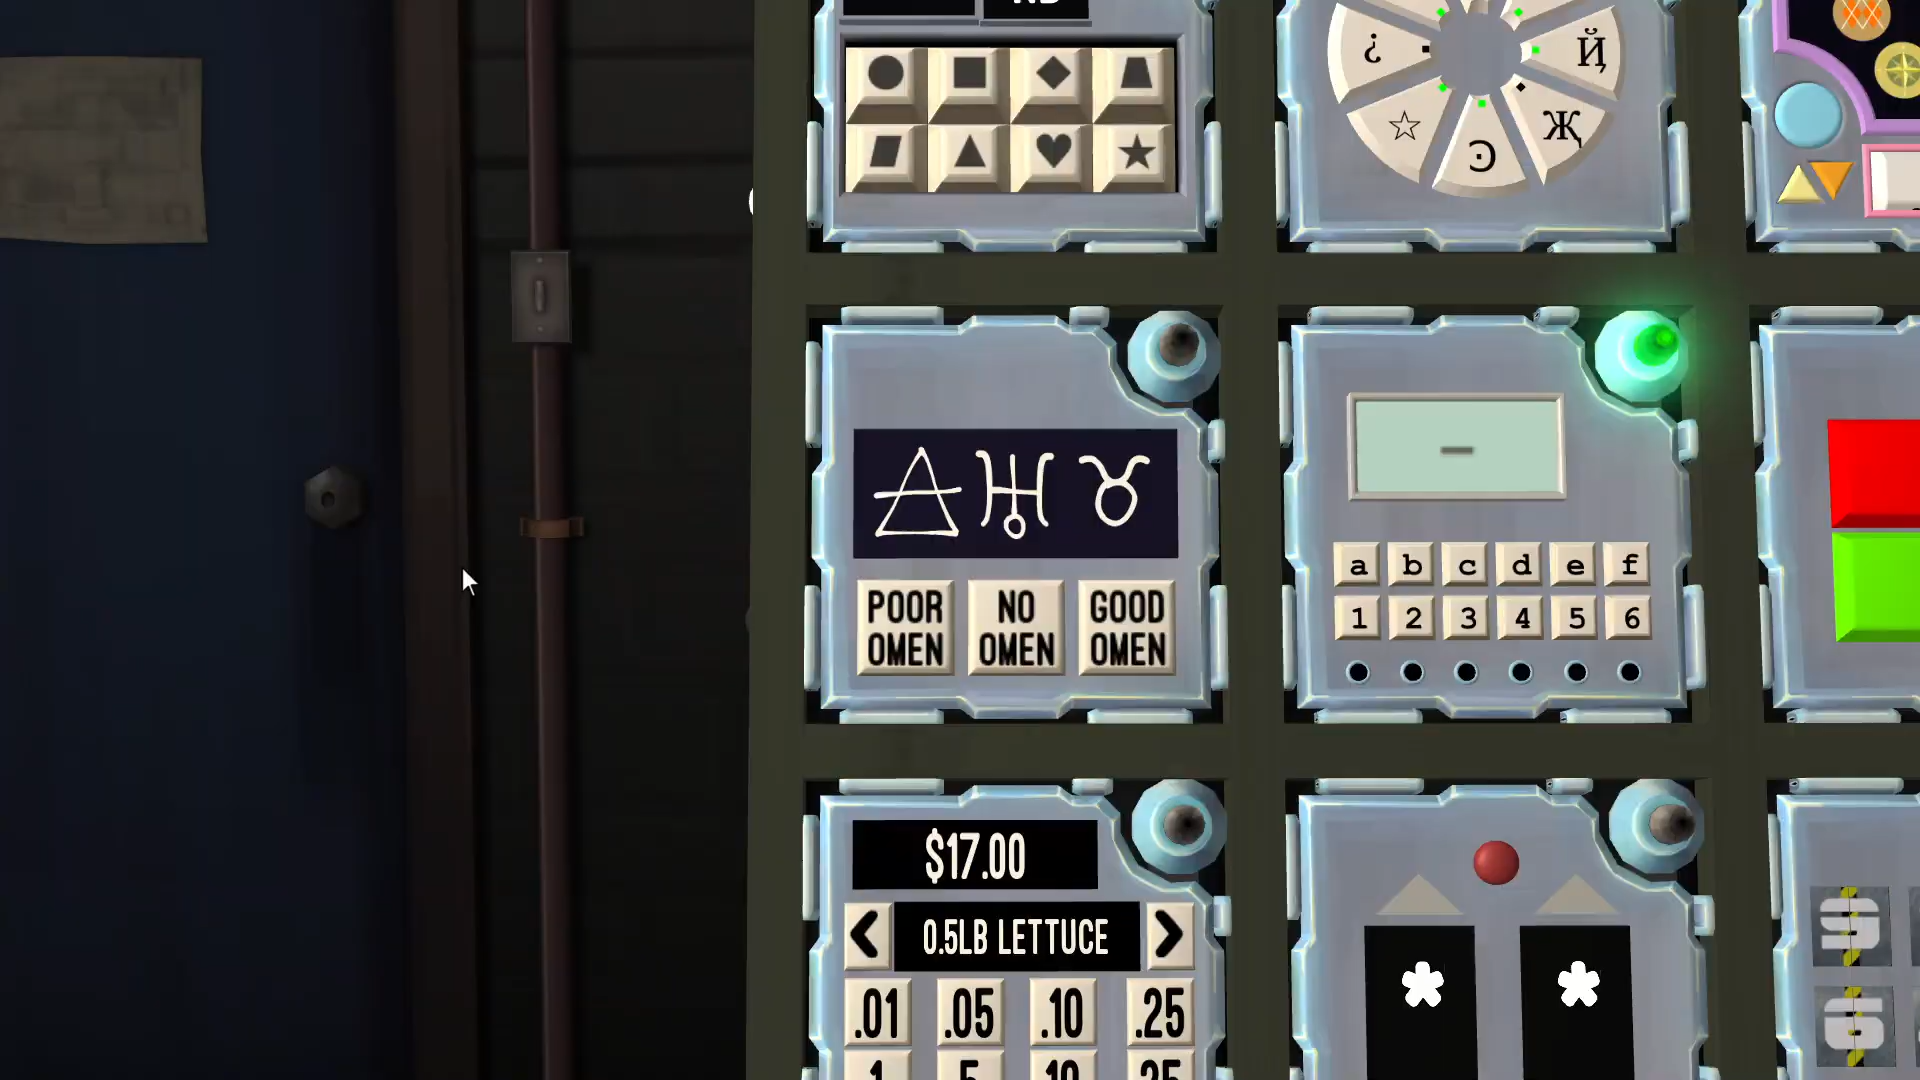 ¿
Ҋ
Җ
POOR
OMEN
NO
OMEN
GOOD
OMEN
a b c d e f
1 2 3 4 5 6
$17.00
0.5LB LETTUCE
.01 .05 .10 .25
* *